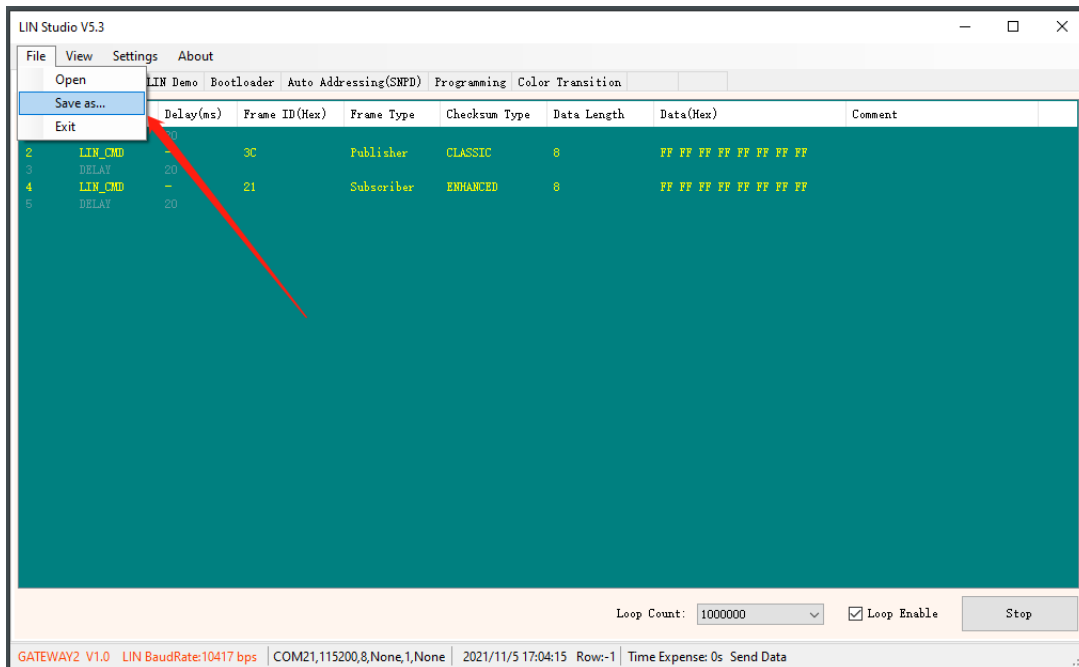 LIN Studio V5.3
File View Settings About
Open
Save as...
Exit
LIN Demo Bootloader Auto Addressing(SNPD) Programming Color Transition
Delay(ms) Frame ID(Hex) Frame Type Checksum Type Data Length Data(Hex) Comment
2 LIN_CMD - 3C Publisher CLASSIC 8 FF FF FF FF FF FF FF FF
3 DELAY 20
4 LIN_CMD - 21 Subscriber ENHANCED 8 FF FF FF FF FF FF FF FF
5 DELAY 20
Loop Count: 1000000 Loop Enable Stop
GATEWAY2 V1.0 LIN BaudRate:10417 bps COM21,115200,8,None,1,None 2021/11/5 17:04:15 Row:-1 Time Expense: 0s Send Data